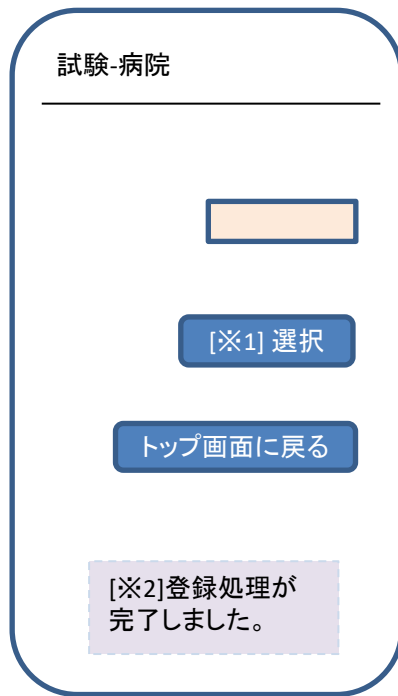 試験-病院
[※1] 選択
トップ画面に戻る
[※2]登録処理が
完了しました。